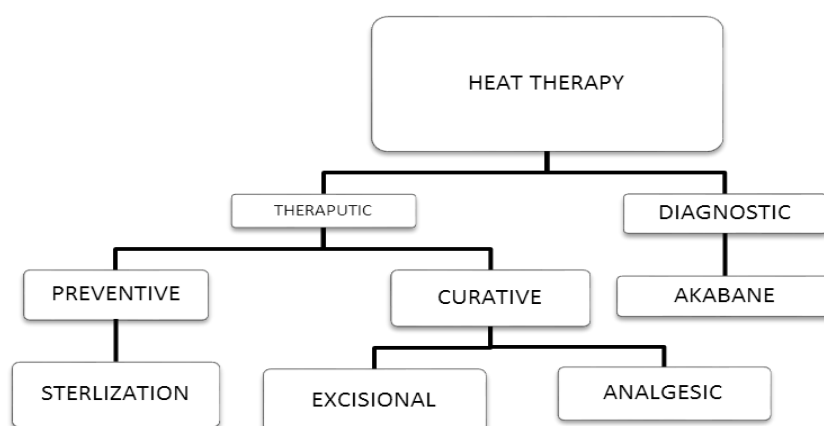 HEAT THERAPY
THERAPUTIC
DIAGNOSTIC
PREVENTIVE
CURATIVE
AKABANE
STERLIZATION
EXCISIONAL
ANALGESIC